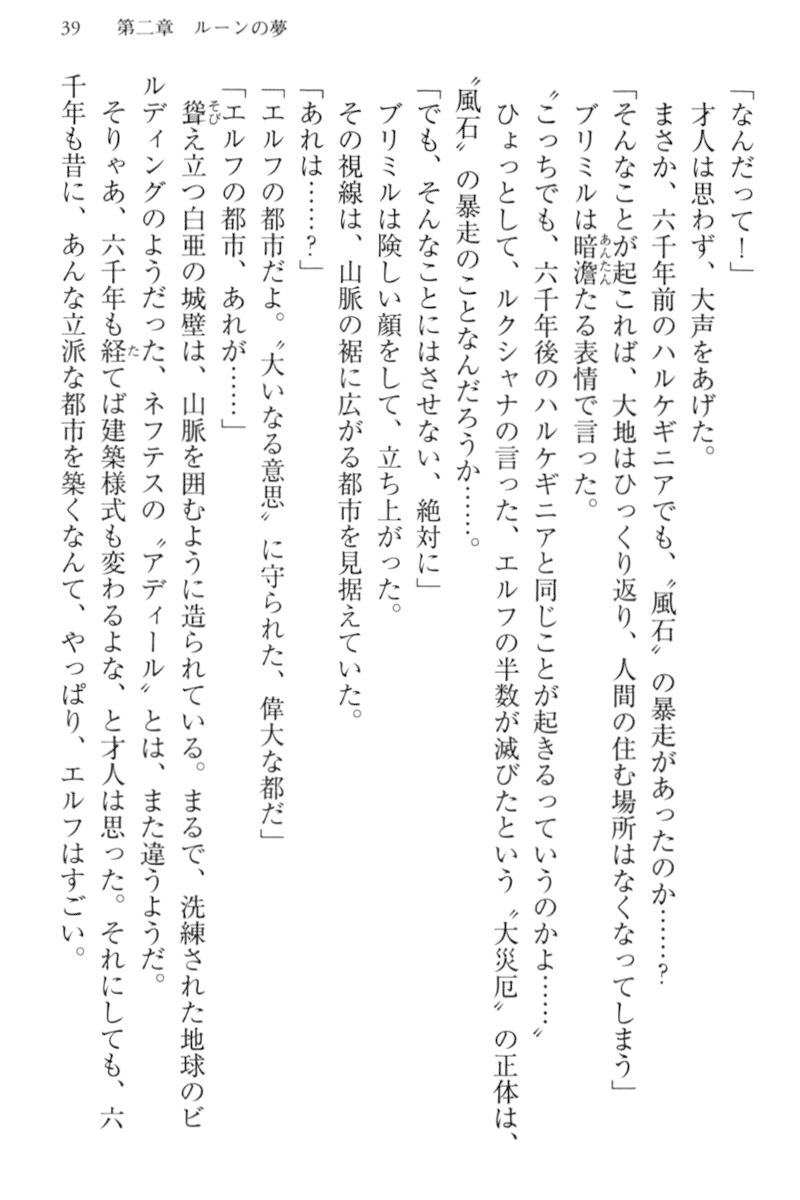 39　第二章　ルーンの夢
「なんだって！」
　才人は思わず、大声をあげた。
　まさか、六千年前のハルケギニアでも、〝風石〟の暴走があったのか……？
「そんなことが起これば、大地はひっくり返り、人間の住む場所はなくなってしまう」
　ブリミルは暗澹たる表情で言った。
〝こっちでも、六千年後のハルケギニアと同じことが起きるっていうのかよ……〟
　ひょっとして、ルクシャナの言った、エルフの半数が滅びたという〝大災厄〟の正体は、
〝風石〟の暴走のことなんだろうか……。
「でも、そんなことにはさせない、絶対に」
　ブリミルは険しい顔をして、立ち上がった。
　その視線は、山脈の裾に広がる都市を見据えていた。
「あれは……？」
「エルフの都市だよ。〝大いなる意思〟に守られた、偉大な都だ」
「エルフの都市、あれが……」
　聳え立つ白亜の城壁は、山脈を囲むように造られている。まるで、洗練された地球のビ
ルディングのようだった、ネフテスの〝アディール〟とは、また違うようだ。
　そりゃあ、六千年も経てば建築様式も変わるよな、と才人は思った。それにしても、六
千年も昔に、あんな立派な都市を築くなんて、やっぱり、エルフはすごい。